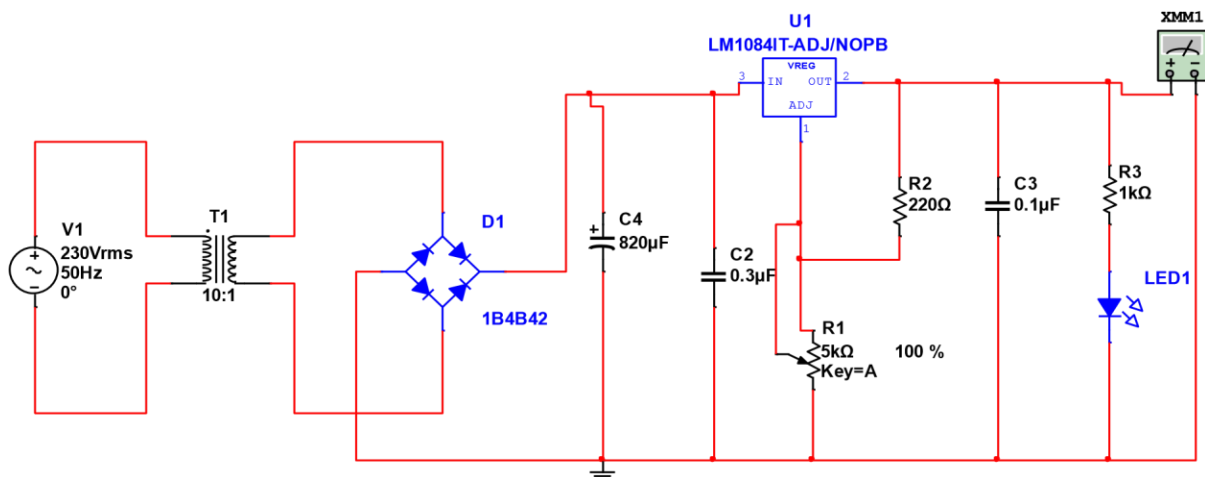 XMM1
U1
LM1084IT-ADJ/NOPB
VREG
3 IN OUT 2
ADJ
1
+ −
V1
230Vrms
50Hz
0°
T1
10:1
D1
1B4B42
+ C4
820µF
C2
0.3µF
R2
220Ω
C3
0.1µF
R3
1kΩ
LED1
R1
5kΩ
Key=A
100 %